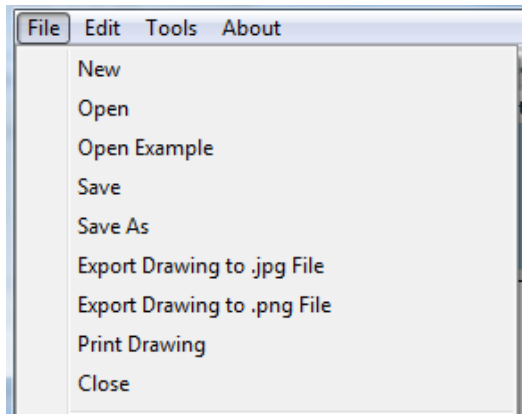 File Edit Tools About
New
Open
Open Example
Save
Save As
Export Drawing to .jpg File
Export Drawing to .png File
Print Drawing
Close